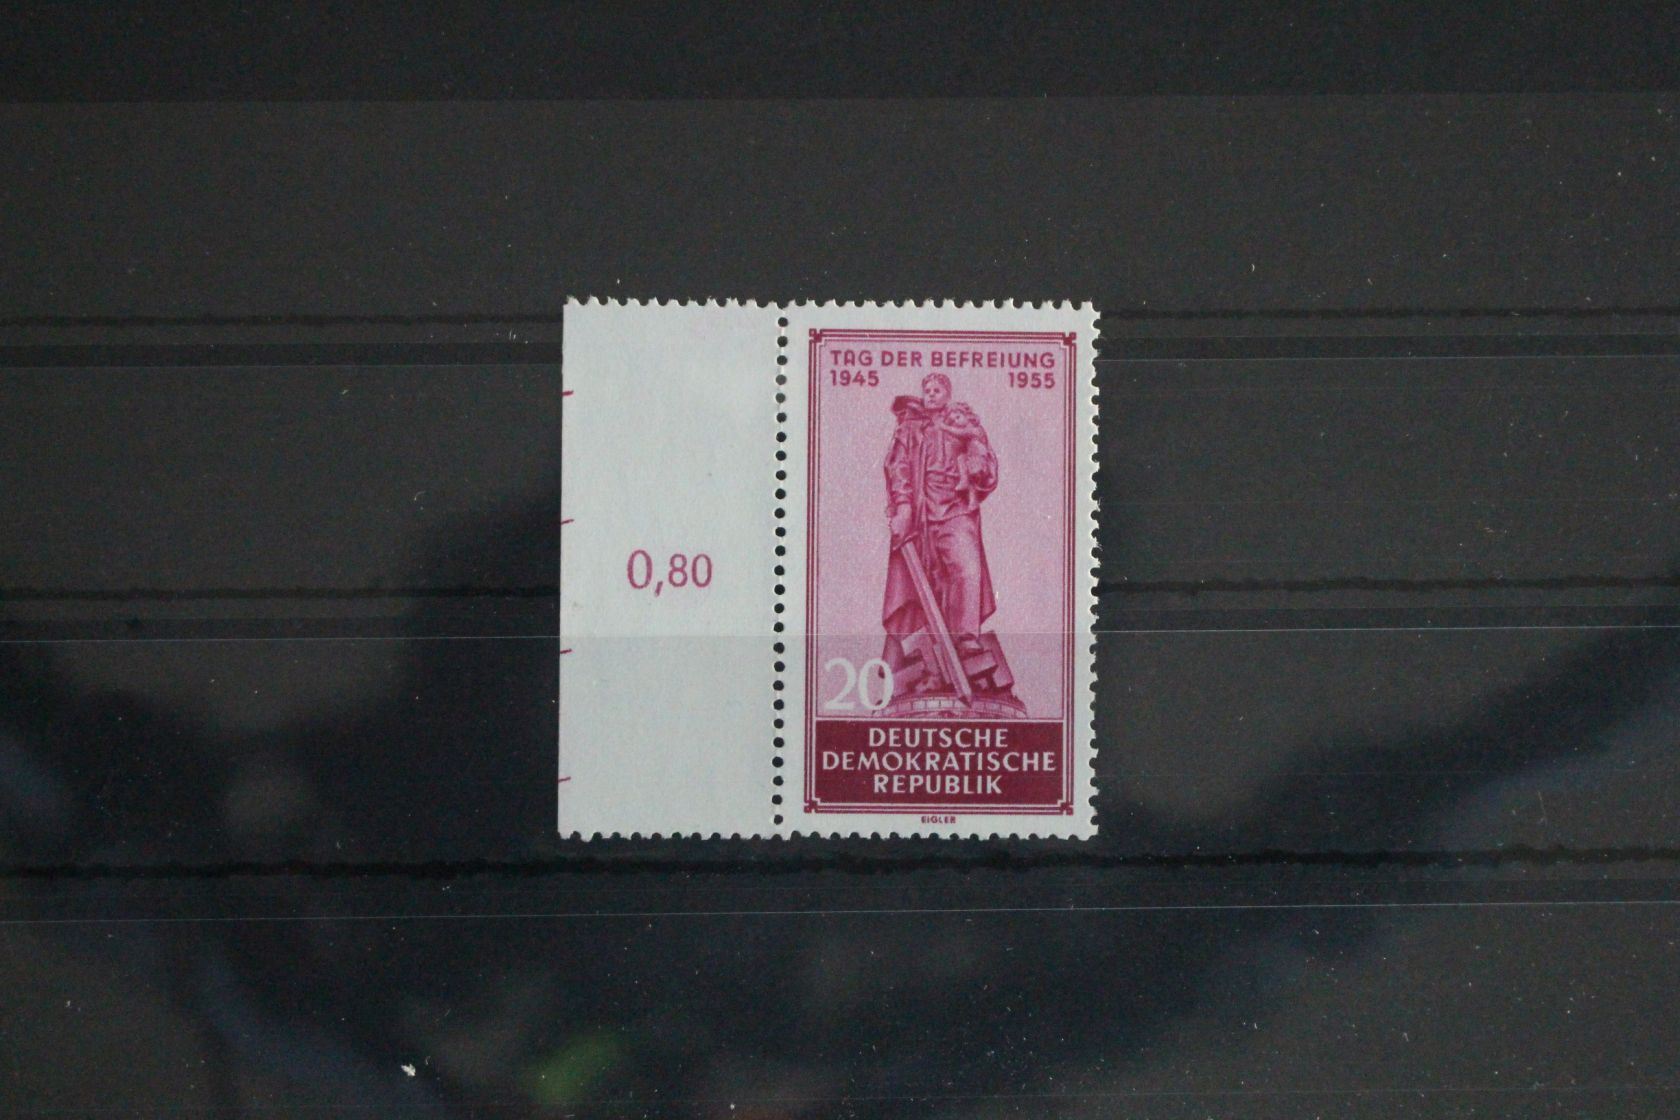 0,80
TAG DER BEFREIUNG
1945 1955
20
DEUTSCHE
DEMOKRATISCHE
REPUBLIK
EIGLER